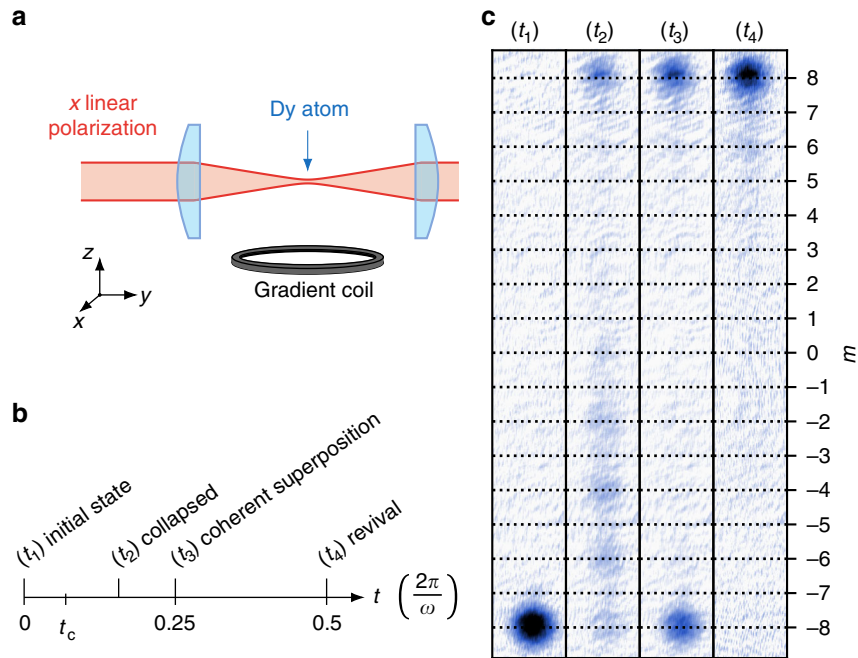 a
x linear
polarization
Dy atom
z
y
x
Gradient coil
b
(t₁) initial state
(t₂) collapsed
(t₃) coherent superposition
(t₄) revival
0
t_c
0.25
0.5
t (2π/ω)
c
(t₁) (t₂) (t₃) (t₄)
8
7
6
5
4
3
2
1
0
−1
−2
−3
−4
−5
−6
−7
−8
m